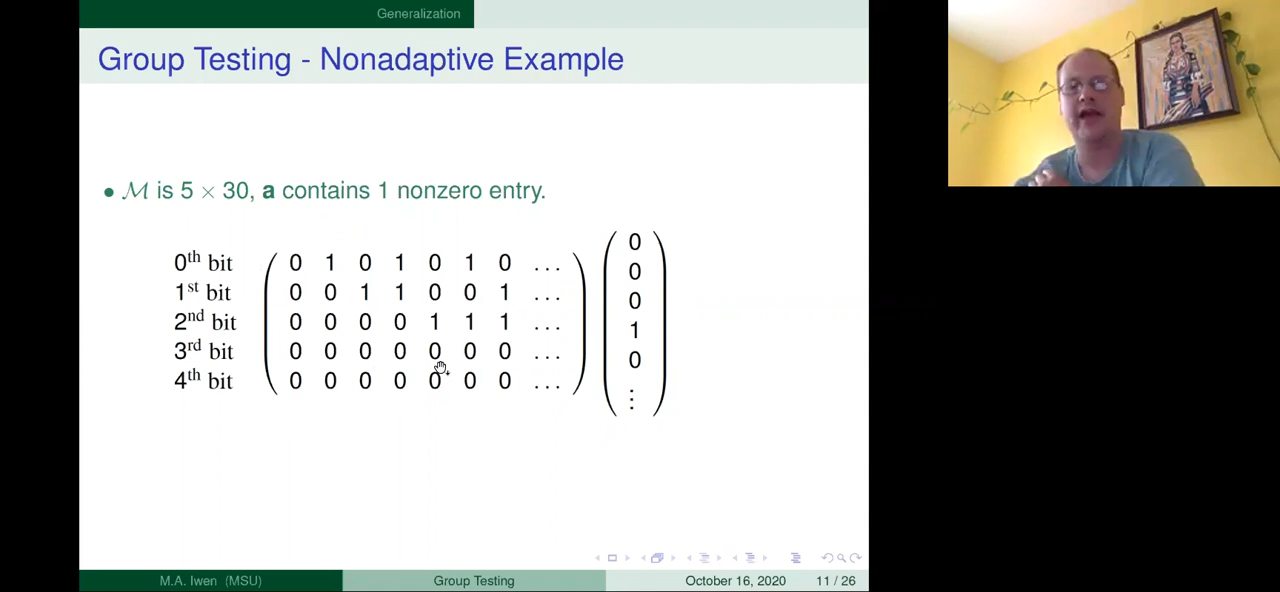 Generalization
Group Testing - Nonadaptive Example
• ℳ is 5 × 30, a contains 1 nonzero entry.
0th bit 0 1 0 1 0 1 0 ...
1st bit 0 0 1 1 0 0 1 ...
2nd bit 0 0 0 0 1 1 1 ...
3rd bit 0 0 0 0 0 0 0 ...
4th bit 0 0 0 0 0 0 0 ...
0
0
0
1
0
⋮
M.A. Iwen (MSU) Group Testing October 16, 2020 11 / 26